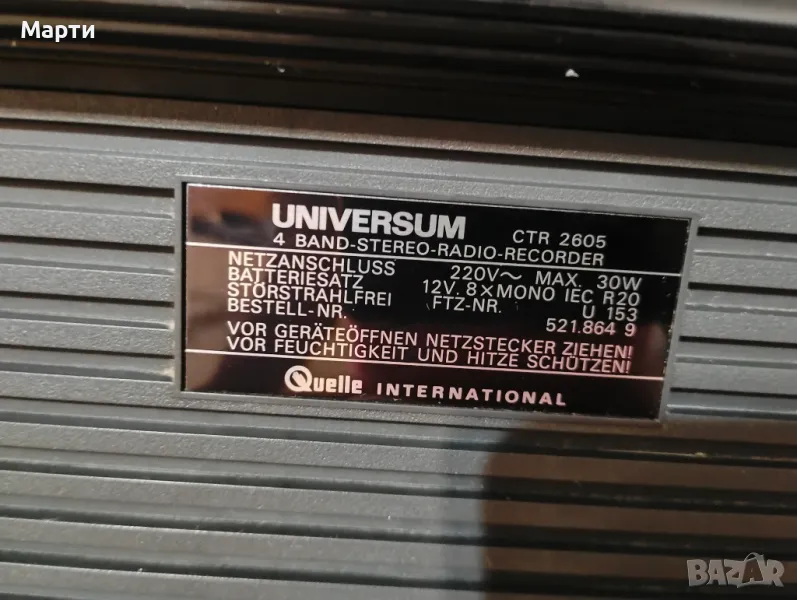 Марти
UNIVERSUM CTR 2605
4 BAND-STEREO-RADIO-RECORDER
NETZANSCHLUSS 220V~ MAX. 30W
BATTERIESATZ 12V. 8×MONO IEC R20
STÖRSTRAHLFREI FTZ-NR. U 153
BESTELL-NR. 521.864 9
VOR GERÄTEÖFFNEN NETZSTECKER ZIEHEN!
VOR FEUCHTIGKEIT UND HITZE SCHÜTZEN!
Quelle INTERNATIONAL
BAZAR